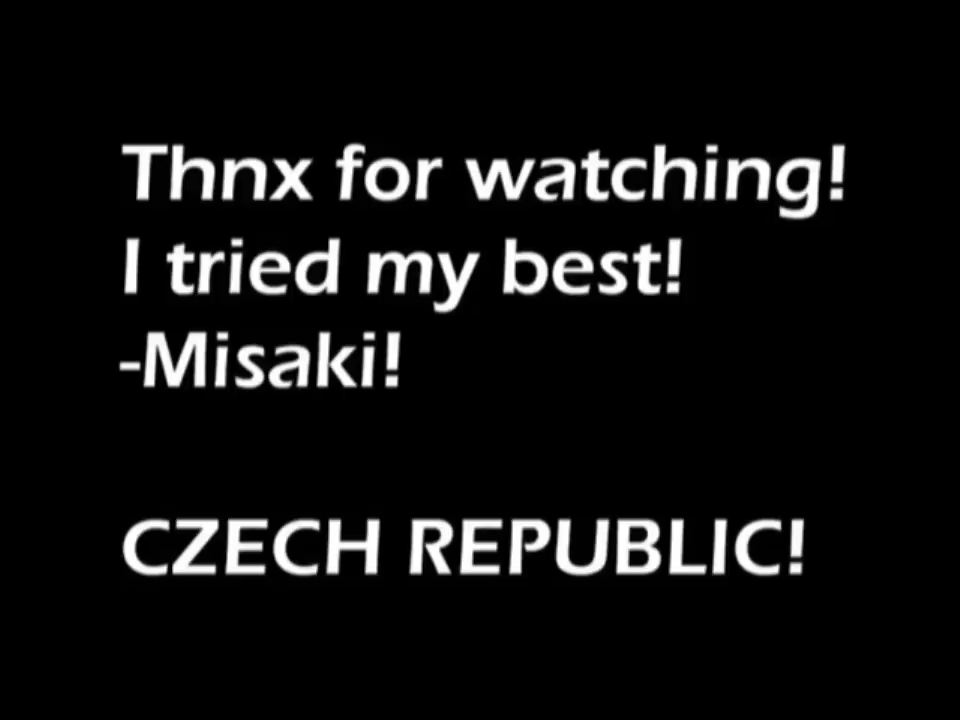 Thnx for watching!
I tried my best!
-Misaki!
CZECH REPUBLIC!